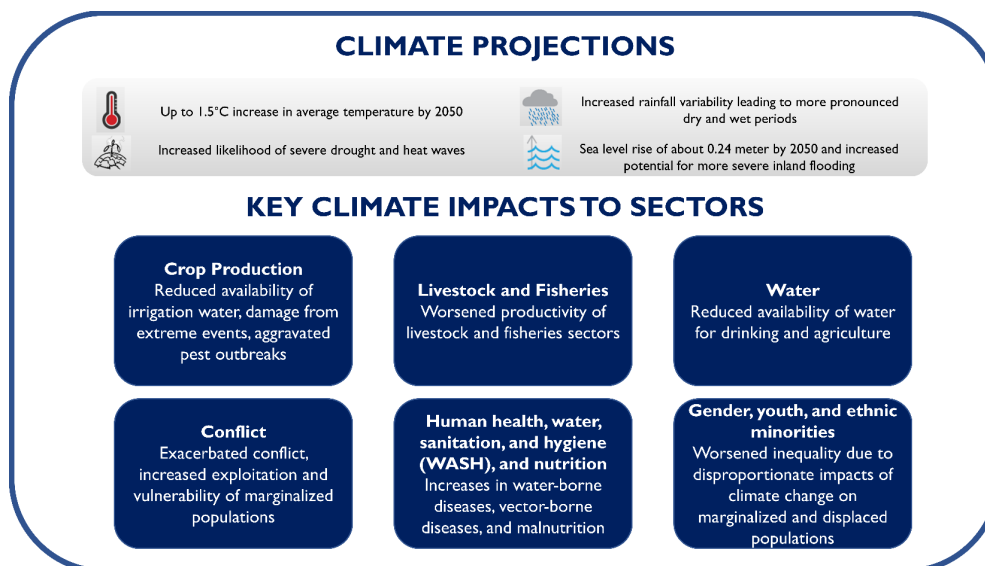 CLIMATE PROJECTIONS
Up to 1.5°C increase in average temperature by 2050
Increased likelihood of severe drought and heat waves
Increased rainfall variability leading to more pronounced
dry and wet periods
Sea level rise of about 0.24 meter by 2050 and increased
potential for more severe inland flooding
KEY CLIMATE IMPACTS TO SECTORS
Crop Production
Reduced availability of
irrigation water, damage from
extreme events, aggravated
pest outbreaks
Livestock and Fisheries
Worsened productivity of
livestock and fisheries sectors
Water
Reduced availability of water
for drinking and agriculture
Conflict
Exacerbated conflict,
increased exploitation and
vulnerability of marginalized
populations
Human health, water,
sanitation, and hygiene
(WASH), and nutrition
Increases in water-borne
diseases, vector-borne
diseases, and malnutrition
Gender, youth, and ethnic
minorities
Worsened inequality due to
disproportionate impacts of
climate change on
marginalized and displaced
populations